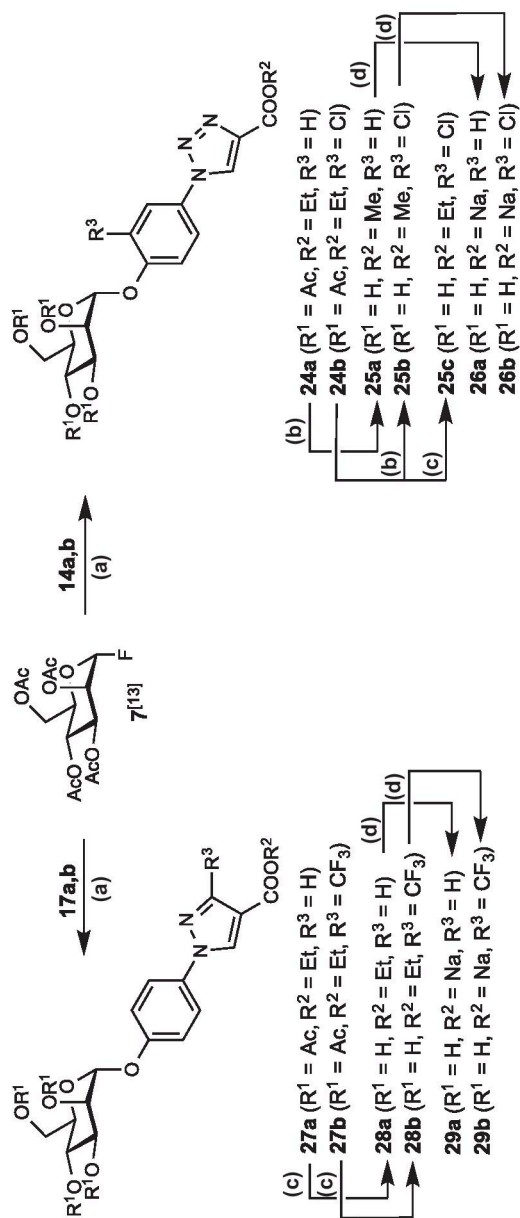 OR¹
OR¹
R¹O
R¹O
O
O
N
N
R³
COOR²
17a,b
(a)
OAc
OAc
AcO
AcO
O
F
7[13]
14a,b
(a)
OR¹
OR¹
R¹O
R¹O
O
O
R³
N
N
N
COOR²
27a (R¹ = Ac, R² = Et, R³ = H)
27b (R¹ = Ac, R² = Et, R³ = CF₃)
28a (R¹ = H, R² = Et, R³ = H)
28b (R¹ = H, R² = Et, R³ = CF₃)
29a (R¹ = H, R² = Na, R³ = H)
29b (R¹ = H, R² = Na, R³ = CF₃)
(c)
(c)
(d)
(d)
24a (R¹ = Ac, R² = Et, R³ = H)
24b (R¹ = Ac, R² = Et, R³ = Cl)
25a (R¹ = H, R² = Me, R³ = H)
25b (R¹ = H, R² = Me, R³ = Cl)
25c (R¹ = H, R² = Et, R³ = Cl)
26a (R¹ = H, R² = Na, R³ = H)
26b (R¹ = H, R² = Na, R³ = Cl)
(b)
(b)
(c)
(d)
(d)